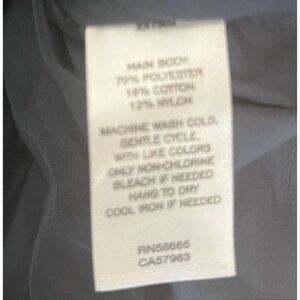 MAIN BODY:
70% POLYESTER
18% COTTON
12% NYLON
MACHINE WASH COLD,
GENTLE CYCLE,
WITH LIKE COLORS
ONLY NON-CHLORINE
BLEACH IF NEEDED
HANG TO DRY
COOL IRON IF NEEDED
RN58665
CA57963